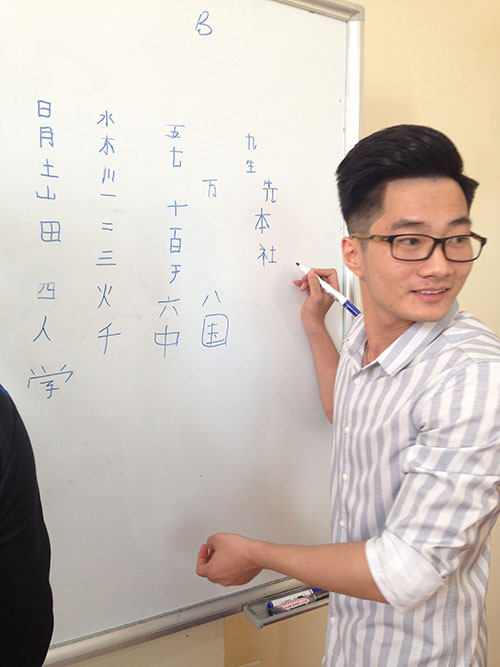 B
日月土山田四人学
水木川一二三火千
五七十百六中
万八国
九生先本社